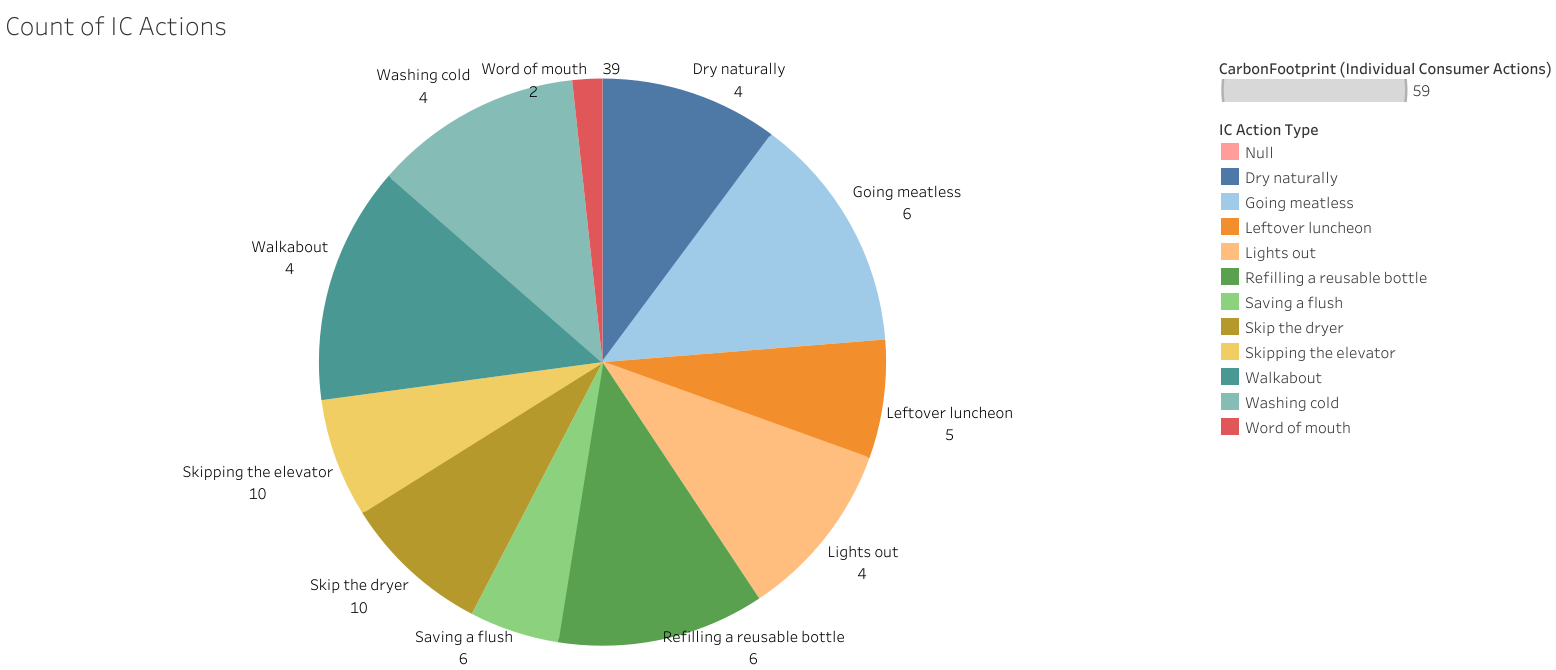 Count of IC Actions
Washing cold
4
Word of mouth
2
39
Dry naturally
4
Going meatless
6
Walkabout
4
Leftover luncheon
5
Skipping the elevator
10
Lights out
4
Skip the dryer
10
Saving a flush
6
Refilling a reusable bottle
6
CarbonFootprint (Individual Consumer Actions)
59
IC Action Type
Null
Dry naturally
Going meatless
Leftover luncheon
Lights out
Refilling a reusable bottle
Saving a flush
Skip the dryer
Skipping the elevator
Walkabout
Washing cold
Word of mouth